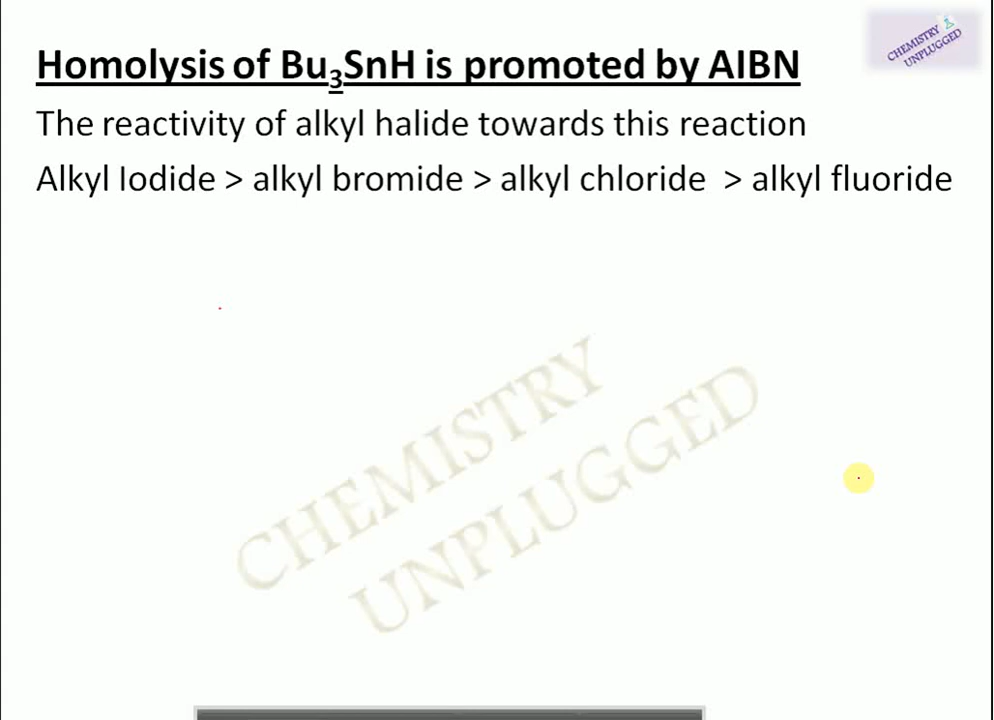 CHEMISTRY
UNPLUGGED
Homolysis of Bu₃SnH is promoted by AIBN
The reactivity of alkyl halide towards this reaction
Alkyl Iodide > alkyl bromide > alkyl chloride > alkyl fluoride
CHEMISTRY
UNPLUGGED